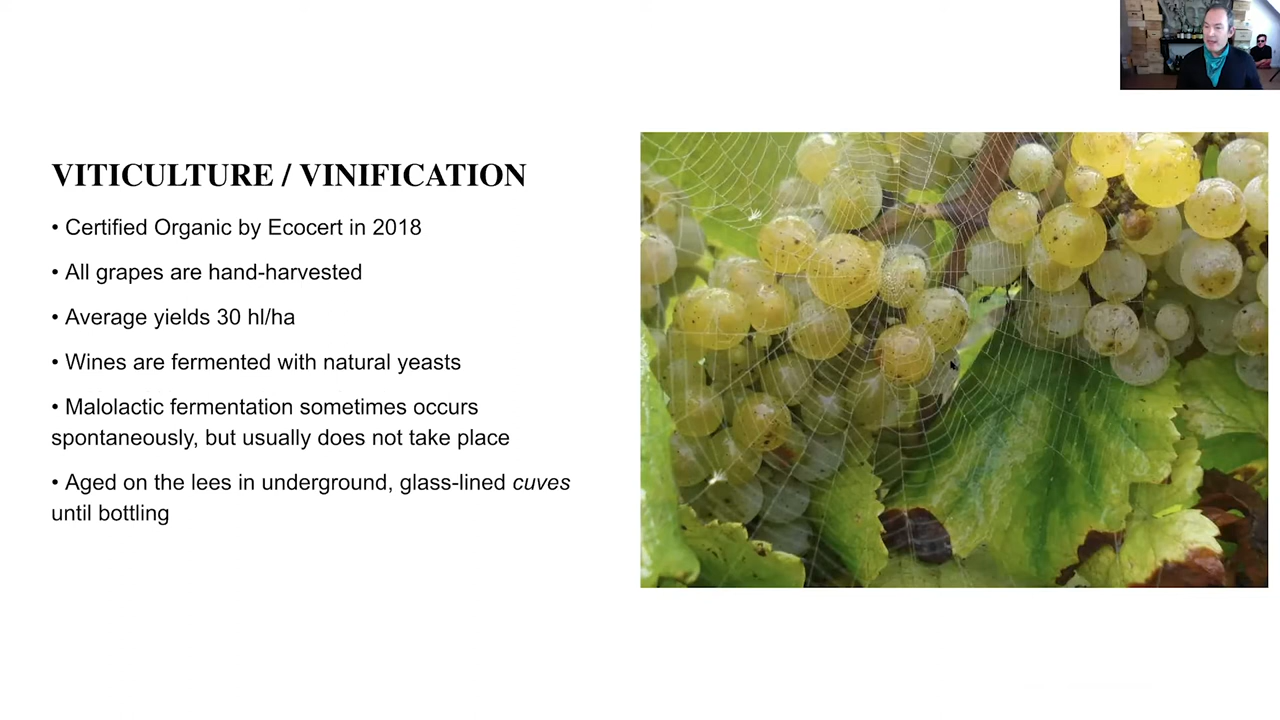 VITICULTURE / VINIFICATION
• Certified Organic by Ecocert in 2018
• All grapes are hand-harvested
• Average yields 30 hl/ha
• Wines are fermented with natural yeasts
• Malolactic fermentation sometimes occurs
spontaneously, but usually does not take place
• Aged on the lees in underground, glass-lined cuves
until bottling